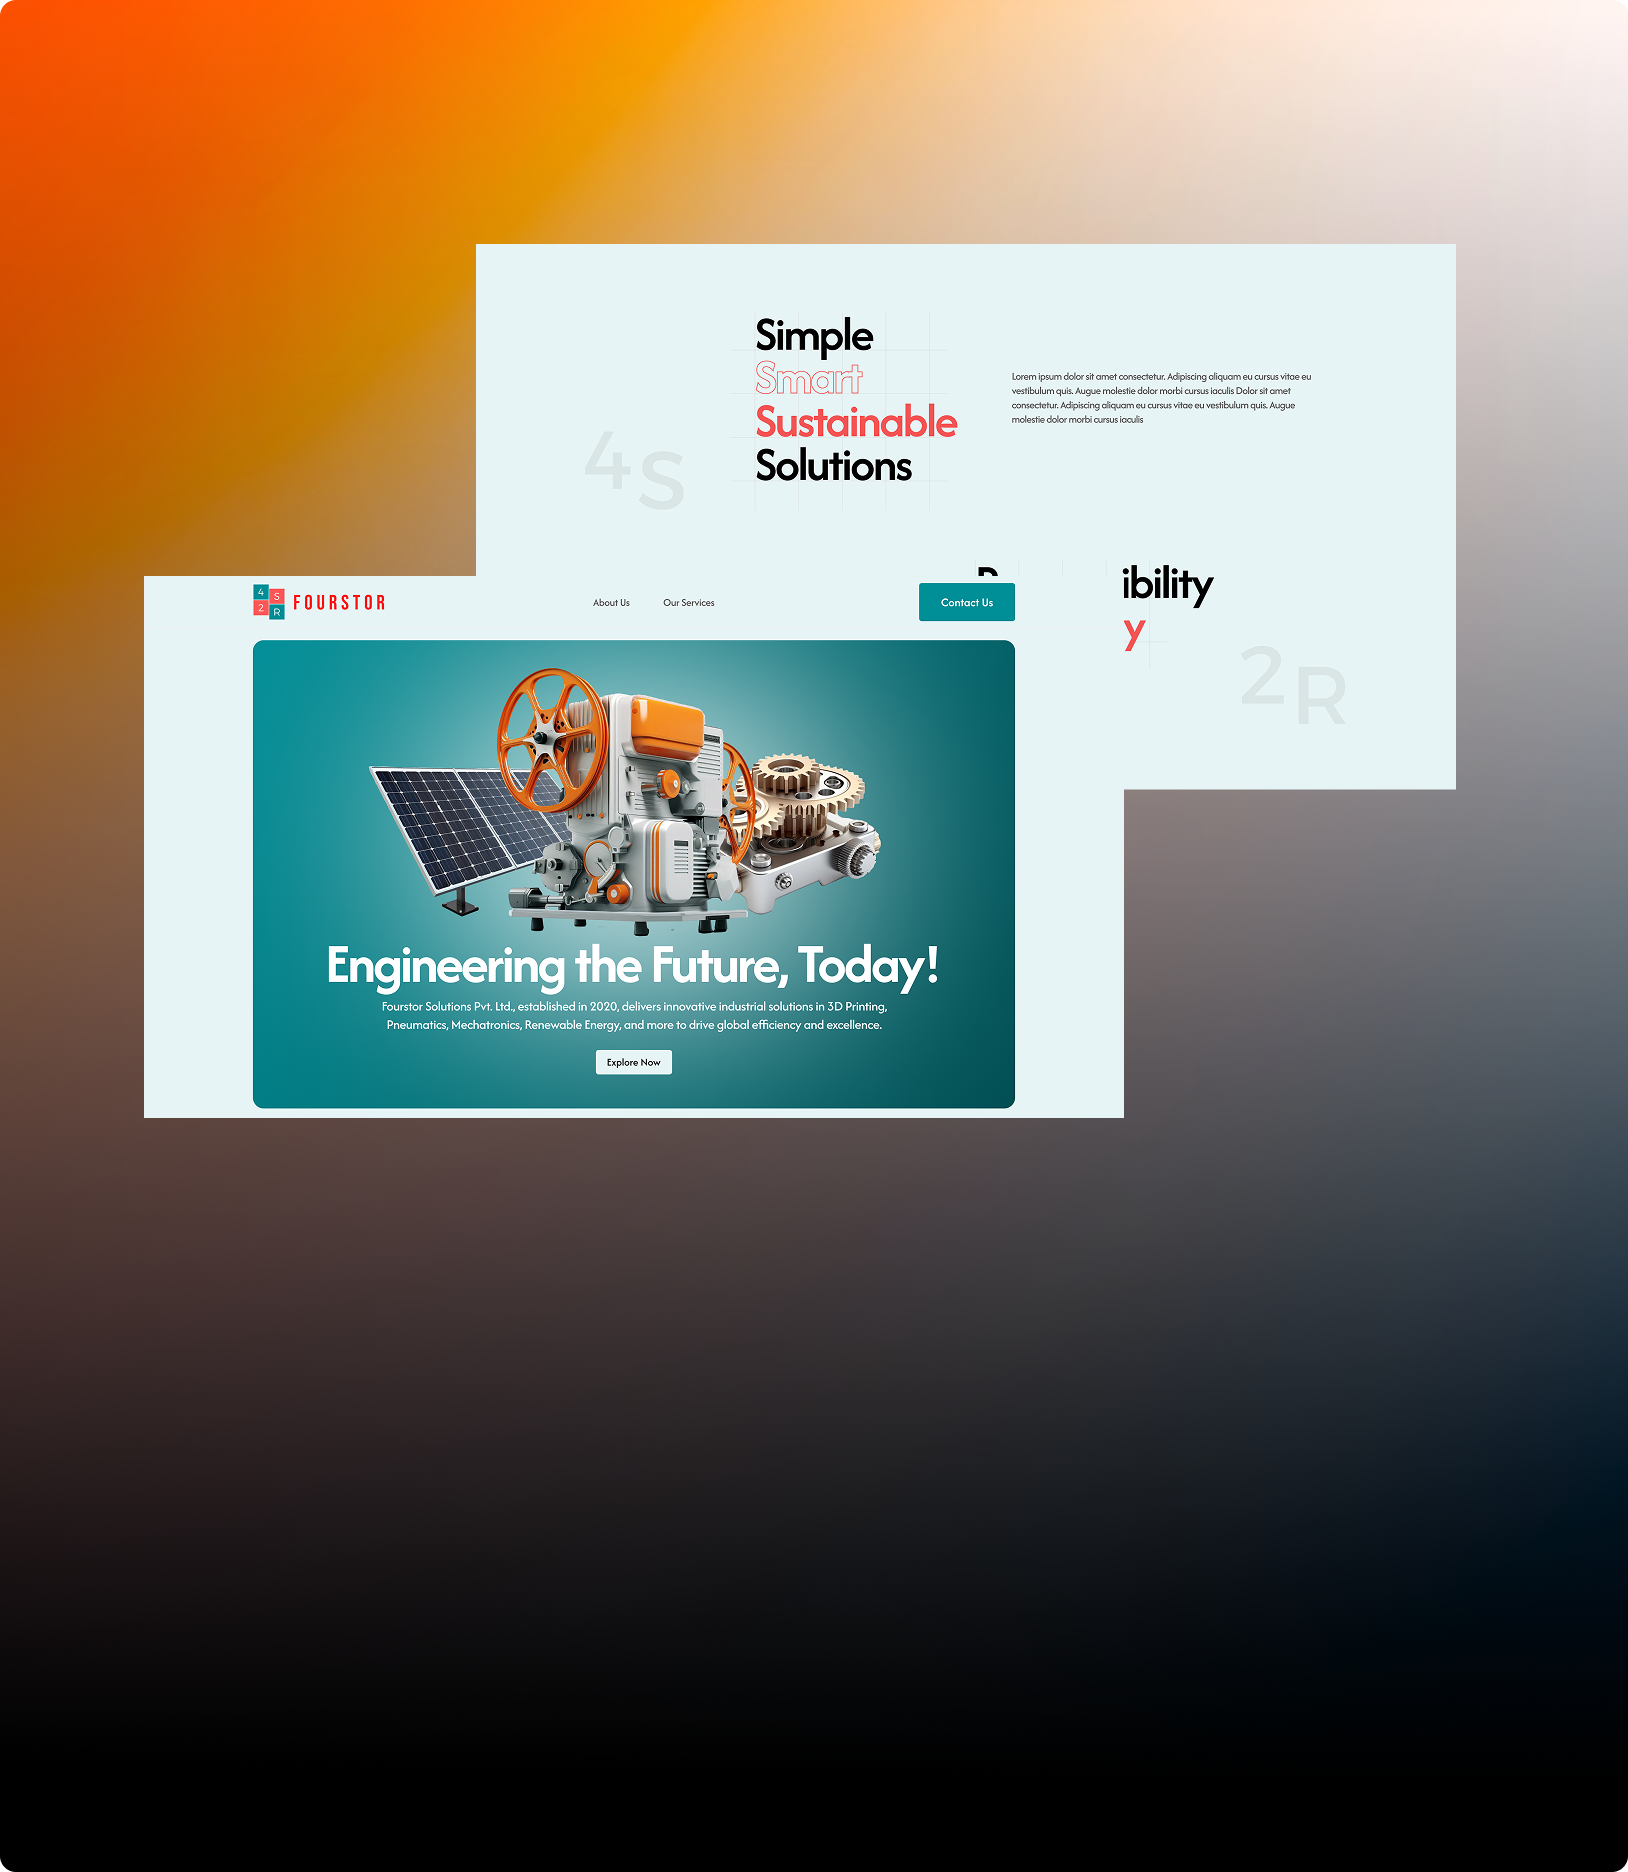 Simple
Smart
Sustainable
Solutions
Lorem ipsum dolor sit amet consectetur. Adipiscing aliquam eu cursus vitae eu
vestibulum quis. Augue molestie dolor morbi cursus iaculis Dolor sit amet
consectetur. Adipiscing aliquam eu cursus vitae eu vestibulum quis. Augue
molestie dolor morbi cursus iaculis
4S
ibility
y
2R
4 S
2 R
FOURSTOR
About Us
Our Services
Contact Us
Engineering the Future, Today!
Fourstor Solutions Pvt. Ltd., established in 2020, delivers innovative industrial solutions in 3D Printing,
Pneumatics, Mechatronics, Renewable Energy, and more to drive global efficiency and excellence.
Explore Now